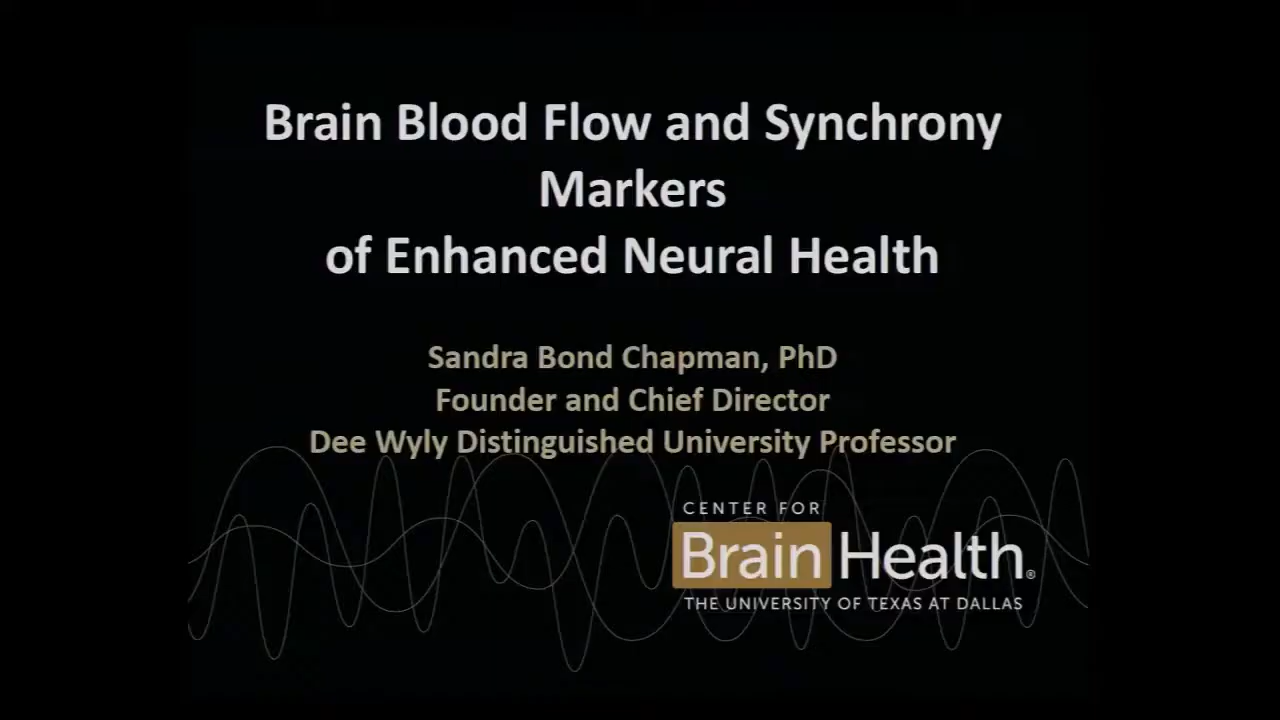 Brain Blood Flow and Synchrony
Markers
of Enhanced Neural Health
Sandra Bond Chapman, PhD
Founder and Chief Director
Dee Wyly Distinguished University Professor
CENTER FOR
Brain Health®
THE UNIVERSITY OF TEXAS AT DALLAS